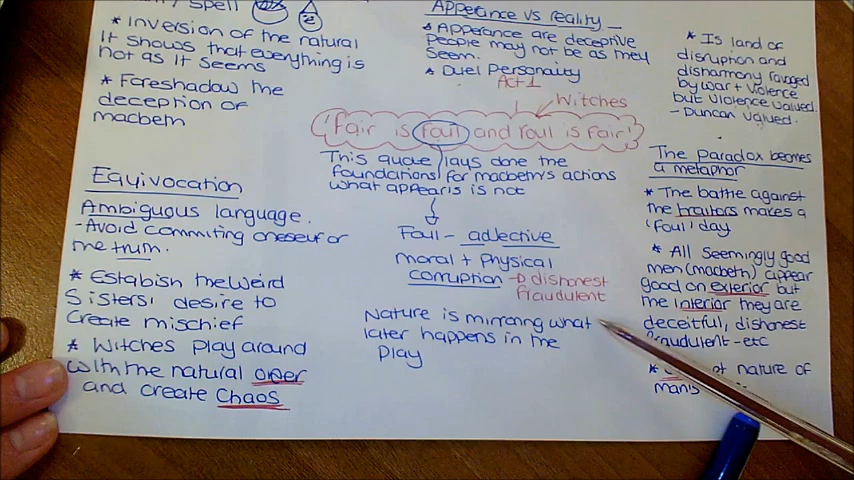 Spell
* Inversion of the natural
It shows that everything is
not as it seems
* Foreshadow the
deception of
macbeth
Apperance vs reality
* Apperance are deceptive
People may not be as they
Seem.
* Duel Personality
Act 1
Witches
'Fair is foul and foul is fair'
This quote lays done the
foundations for macbeth's actions
what appears is not
Foul - adjective
moral + physical
corruption → dishonest
fraudulent
Nature is mirroring what
later happens in the
play
Equivocation
Ambiguous language.
- Avoid commiting oneself or
the truth.
* Estabish the weird
Sisters' desire to
Create mischief
* Witches play around
with the natural order
and create Chaos
* Is land of
disruption and
disharmony ravaged
by war + violence
but violence valued.
- Duncan valued.
The paradox becomes
a metaphor
* The battle against
the traitors makes a
'foul' day
* All seemingly good
men (macbeth) appear
good on exterior but
the interior they are
deceitful, dishonest
fraudulent - etc
* nature of
man's